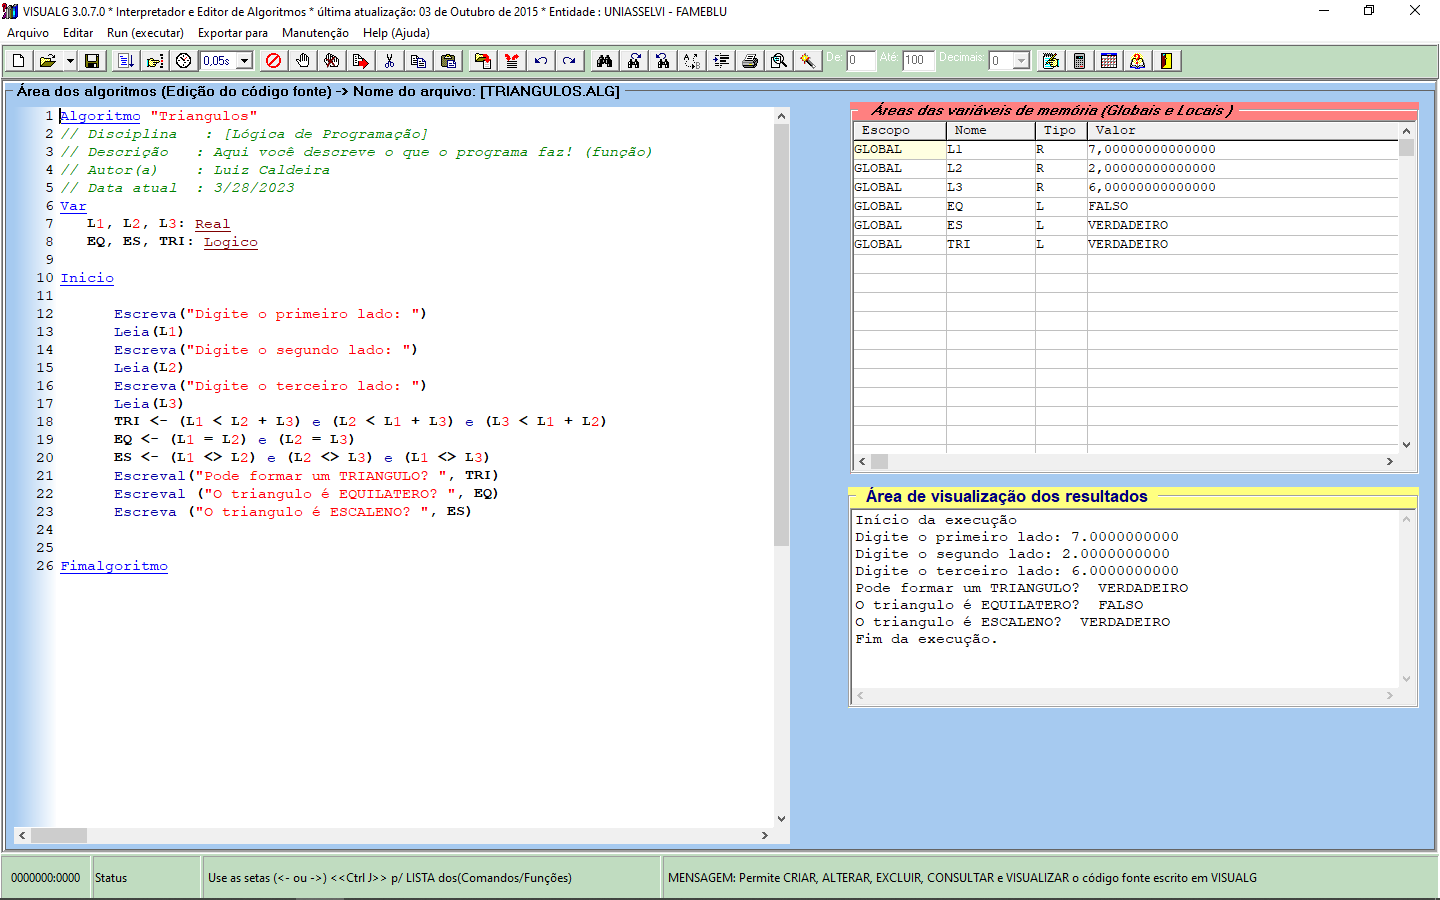 VISUALG 3.0.7.0 * Interpretador e Editor de Algoritmos * última atualização: 03 de Outubro de 2015 * Entidade : UNIASSELVI - FAMEBLU
Arquivo Editar Run (executar) Exportar para Manutenção Help (Ajuda)
0,05s De: 0 Até: 100 Decimais: 0
Área dos algoritmos (Edição do código fonte) -> Nome do arquivo: [TRIANGULOS.ALG]
1 Algoritmo "Triangulos"
2 // Disciplina   : [Lógica de Programação]
3 // Descrição   : Aqui você descreve o que o programa faz! (função)
4 // Autor(a)    : Luiz Caldeira
5 // Data atual  : 3/28/2023
6 Var
7    L1, L2, L3: Real
8    EQ, ES, TRI: Logico
9
10 Inicio
11
12       Escreva("Digite o primeiro lado: ")
13       Leia(L1)
14       Escreva("Digite o segundo lado: ")
15       Leia(L2)
16       Escreva("Digite o terceiro lado: ")
17       Leia(L3)
18       TRI <- (L1 < L2 + L3) e (L2 < L1 + L3) e (L3 < L1 + L2)
19       EQ <- (L1 = L2) e (L2 = L3)
20       ES <- (L1 <> L2) e (L2 <> L3) e (L1 <> L3)
21       Escreval("Pode formar um TRIANGULO? ", TRI)
22       Escreval ("O triangulo é EQUILATERO? ", EQ)
23       Escreva ("O triangulo é ESCALENO? ", ES)
24
25
26 Fimalgoritmo
Áreas das variáveis de memória (Globais e Locais )
Escopo Nome Tipo Valor
GLOBAL L1 R 7,00000000000000
GLOBAL L2 R 2,00000000000000
GLOBAL L3 R 6,00000000000000
GLOBAL EQ L FALSO
GLOBAL ES L VERDADEIRO
GLOBAL TRI L VERDADEIRO
Área de visualização dos resultados
Início da execução
Digite o primeiro lado: 7.0000000000
Digite o segundo lado: 2.0000000000
Digite o terceiro lado: 6.0000000000
Pode formar um TRIANGULO?  VERDADEIRO
O triangulo é EQUILATERO?  FALSO
O triangulo é ESCALENO?  VERDADEIRO
Fim da execução.
0000000:0000 Status Use as setas (<- ou ->) <<Ctrl J>> p/ LISTA dos(Comandos/Funções) MENSAGEM: Permite CRIAR, ALTERAR, EXCLUIR, CONSULTAR e VISUALIZAR o código fonte escrito em VISUALG